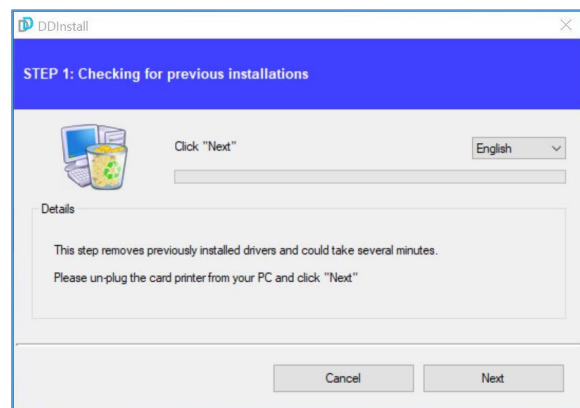 DDInstall
STEP 1: Checking for previous installations
Click "Next"
English
Details
This step removes previously installed drivers and could take several minutes.
Please un-plug the card printer from your PC and click "Next"
Cancel
Next